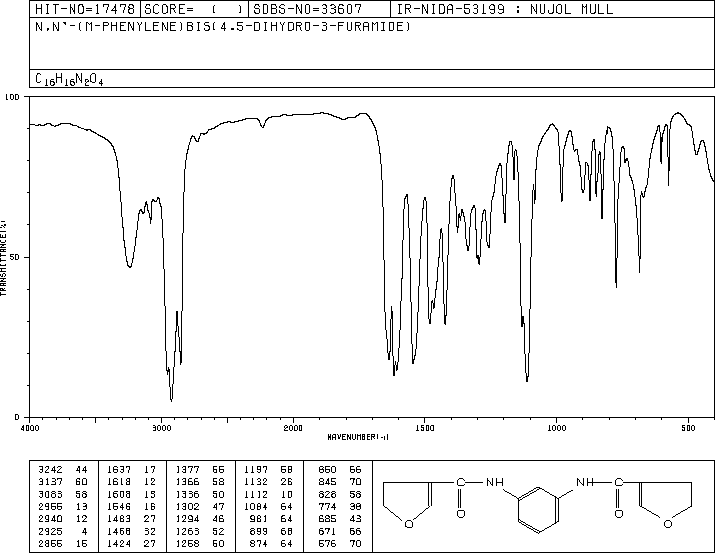 HIT-NO=17478 SCORE= ( ) SDBS-NO=33607 IR-NIDA-53199 : NUJOL MULL
N,N'-(M-PHENYLENE)BIS(4,5-DIHYDRO-3-FURAMIDE)
C16H16N2O4
100
50
0
TRANSMITTANCE(%)
4000 3000 2000 1500 1000 500
WAVENUMBER(-1)
3242 44 1637 17 1377 55 1197 58 860 66
3137 60 1618 12 1366 58 1132 26 845 70
3083 58 1608 13 1336 50 1112 10 828 58
2955 13 1546 16 1302 47 1084 64 774 38
2940 12 1483 27 1294 46 981 64 685 43
2925 4 1468 32 1263 52 899 68 671 66
2855 15 1424 27 1258 50 874 64 576 70
C NH NH C
O O O O